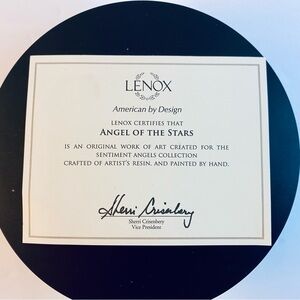 LENOX
American by Design
LENOX CERTIFIES THAT
ANGEL OF THE STARS
IS AN ORIGINAL WORK OF ART CREATED FOR THE
SENTIMENT ANGELS COLLECTION
CRAFTED OF ARTIST'S RESIN, AND PAINTED BY HAND.
Sherri Crisenbery
Sherri Crisenbery
Vice President